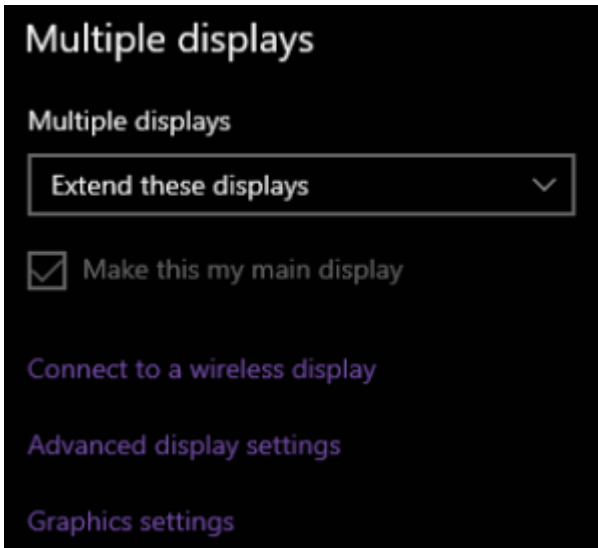 Multiple displays
Multiple displays
Extend these displays
Make this my main display
Connect to a wireless display
Advanced display settings
Graphics settings